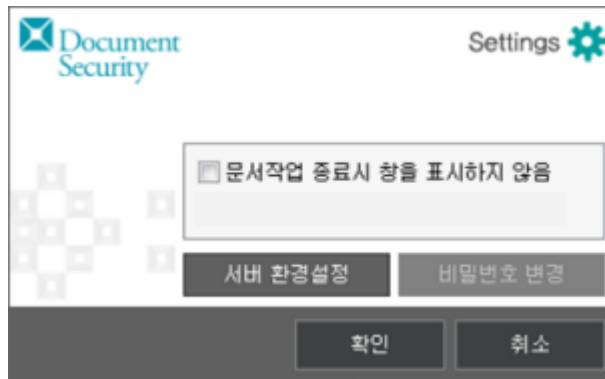 Document
Security
Settings
문서작업 종료시 창을 표시하지 않음
서버 환경설정
비밀번호 변경
확인
취소